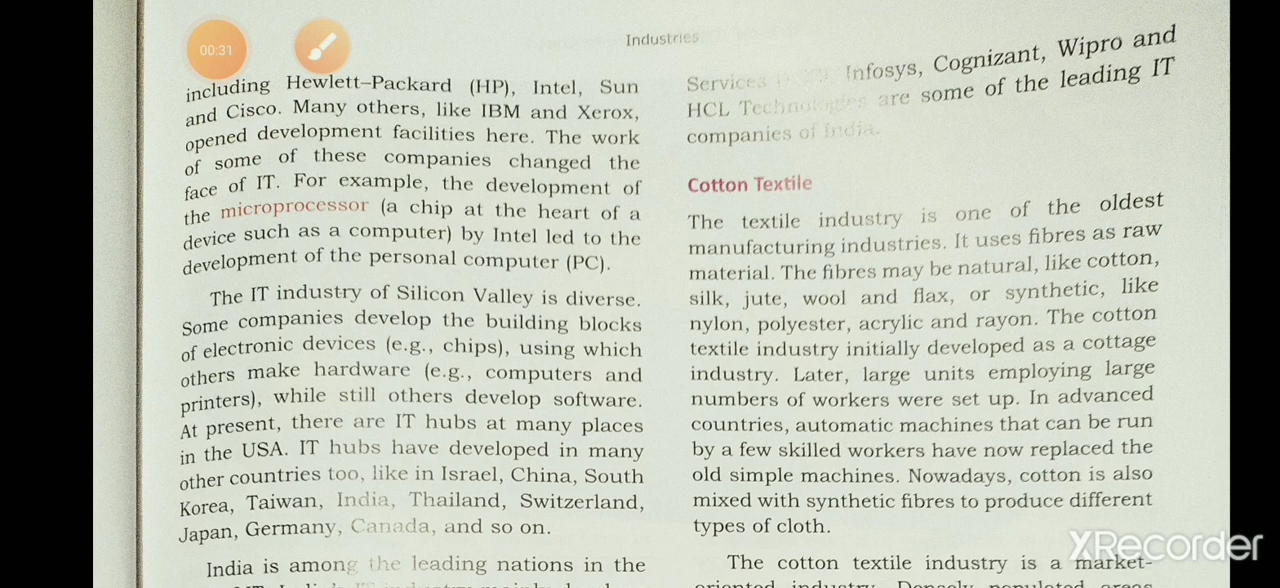 00:31
Industries
including Hewlett–Packard (HP), Intel, Sun
and Cisco. Many others, like IBM and Xerox,
opened development facilities here. The work
of some of these companies changed the
face of IT. For example, the development of
the microprocessor (a chip at the heart of a
device such as a computer) by Intel led to the
development of the personal computer (PC).
The IT industry of Silicon Valley is diverse.
Some companies develop the building blocks
of electronic devices (e.g., chips), using which
others make hardware (e.g., computers and
printers), while still others develop software.
At present, there are IT hubs at many places
in the USA. IT hubs have developed in many
other countries too, like in Israel, China, South
Korea, Taiwan, India, Thailand, Switzerland,
Japan, Germany, Canada, and so on.
India is among the leading nations in the
Services Infosys, Cognizant, Wipro and
HCL Technologies are some of the leading IT
companies of India.
Cotton Textile
The textile industry is one of the oldest
manufacturing industries. It uses fibres as raw
material. The fibres may be natural, like cotton,
silk, jute, wool and flax, or synthetic, like
nylon, polyester, acrylic and rayon. The cotton
textile industry initially developed as a cottage
industry. Later, large units employing large
numbers of workers were set up. In advanced
countries, automatic machines that can be run
by a few skilled workers have now replaced the
old simple machines. Nowadays, cotton is also
mixed with synthetic fibres to produce different
types of cloth.
The cotton textile industry is a market-
oriented industry. Densely populated areas
XRecorder